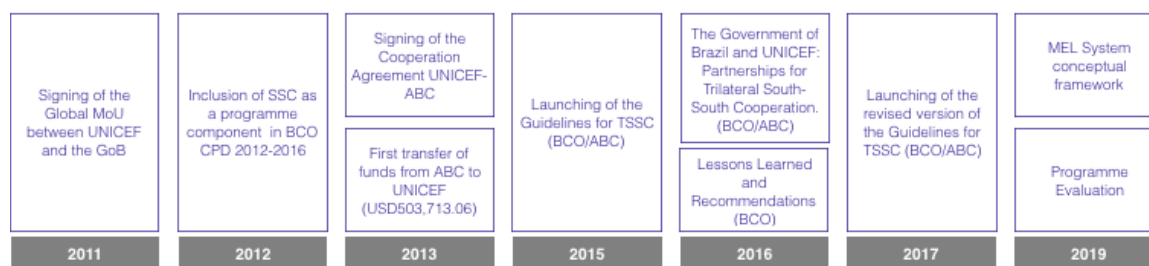 Signing of the
Global MoU
between UNICEF
and the GoB
2011
Inclusion of SSC as
a programme
component in BCO
CPD 2012-2016
2012
Signing of the
Cooperation
Agreement UNICEF-
ABC
First transfer of
funds from ABC to
UNICEF
(USD503,713.06)
2013
Launching of the
Guidelines for TSSC
(BCO/ABC)
2015
The Government of
Brazil and UNICEF:
Partnerships for
Trilateral South-
South Cooperation.
(BCO/ABC)
Lessons Learned
and
Recommendations
(BCO)
2016
Launching of the
revised version of
the Guidelines for
TSSC (BCO/ABC)
2017
MEL System
conceptual
framework
Programme
Evaluation
2019